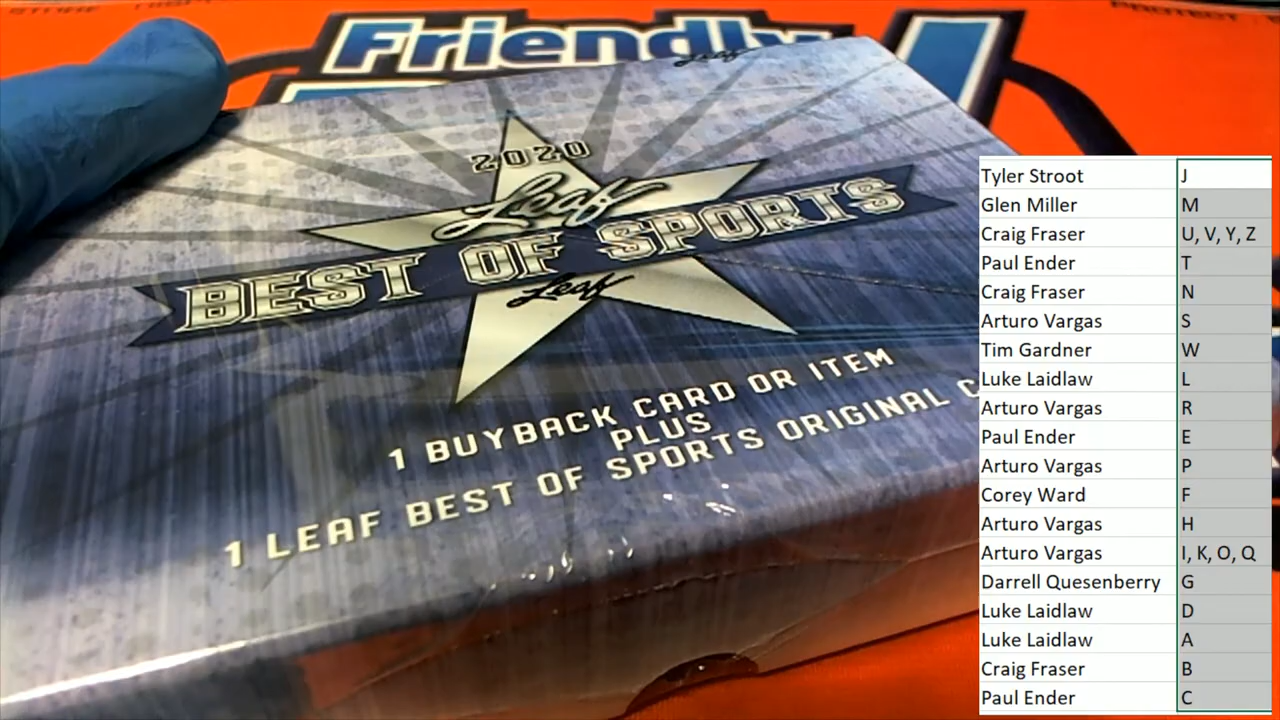 Friendly
Leaf
2020
Leaf
BEST OF SPORTS
Leaf
1 BUYBACK CARD OR ITEM
PLUS
1 LEAF BEST OF SPORTS ORIGINAL C
Tyler Stroot J
Glen Miller M
Craig Fraser U, V, Y, Z
Paul Ender T
Craig Fraser N
Arturo Vargas S
Tim Gardner W
Luke Laidlaw L
Arturo Vargas R
Paul Ender E
Arturo Vargas P
Corey Ward F
Arturo Vargas H
Arturo Vargas I, K, O, Q
Darrell Quesenberry G
Luke Laidlaw D
Luke Laidlaw A
Craig Fraser B
Paul Ender C